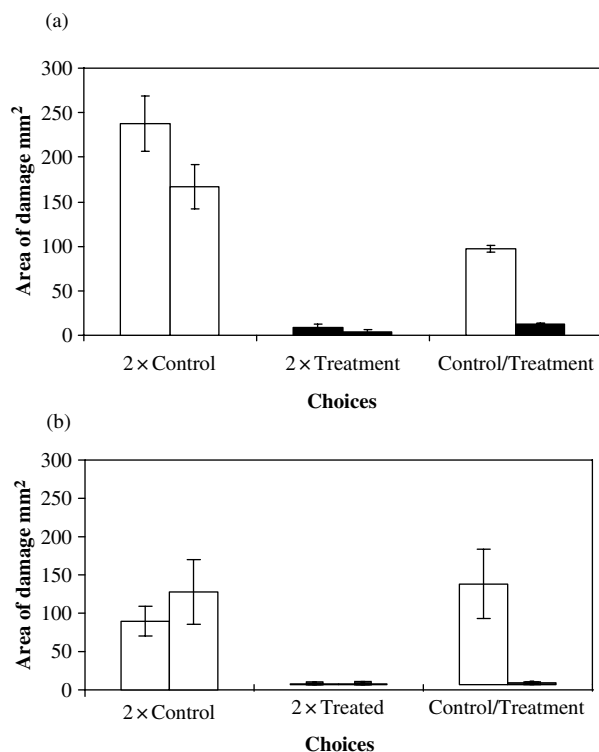 (a)
300
250
200
150
100
50
0
Area of damage mm²
2 × Control 2 × Treatment Control/Treatment
Choices
(b)
300
250
200
150
100
50
0
Area of damage mm²
2 × Control 2 × Treated Control/Treatment
Choices